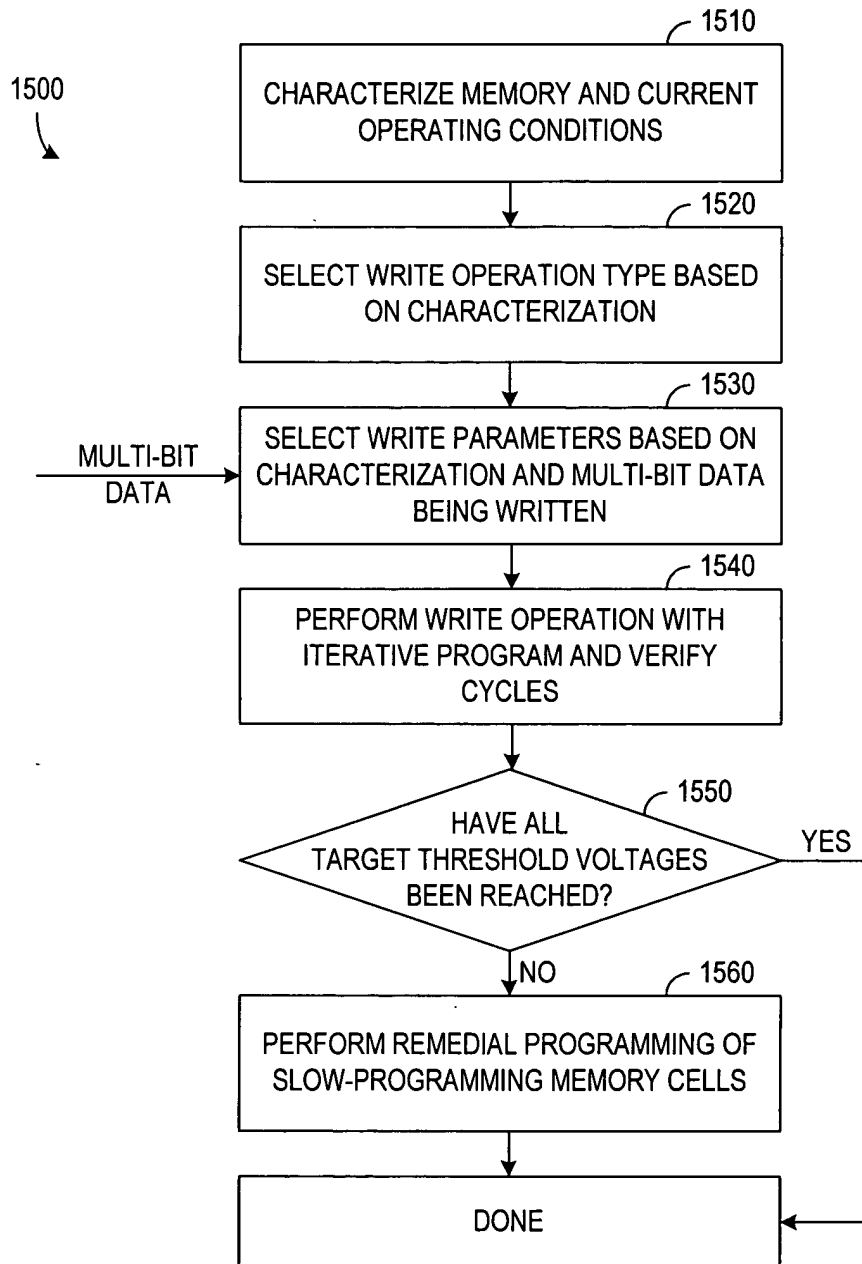 1510
1500
CHARACTERIZE MEMORY AND CURRENT
OPERATING CONDITIONS
1520
SELECT WRITE OPERATION TYPE BASED
ON CHARACTERIZATION
1530
MULTI-BIT
DATA
SELECT WRITE PARAMETERS BASED ON
CHARACTERIZATION AND MULTI-BIT DATA
BEING WRITTEN
1540
PERFORM WRITE OPERATION WITH
ITERATIVE PROGRAM AND VERIFY
CYCLES
1550
HAVE ALL
TARGET THRESHOLD VOLTAGES
BEEN REACHED?
YES
NO
1560
PERFORM REMEDIAL PROGRAMMING OF
SLOW-PROGRAMMING MEMORY CELLS
DONE